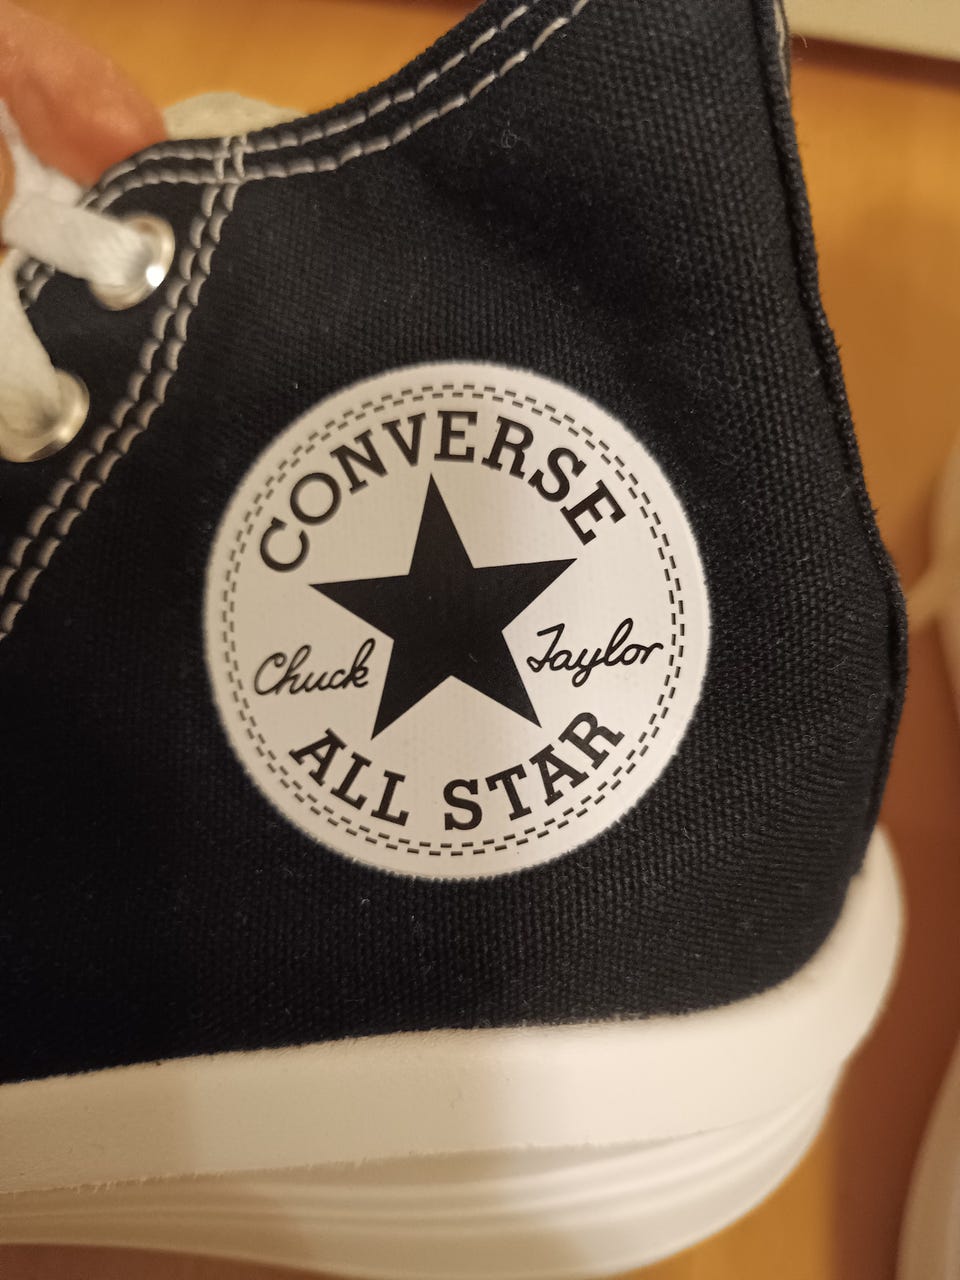 CONVERSE
Chuck Taylor
ALL STAR